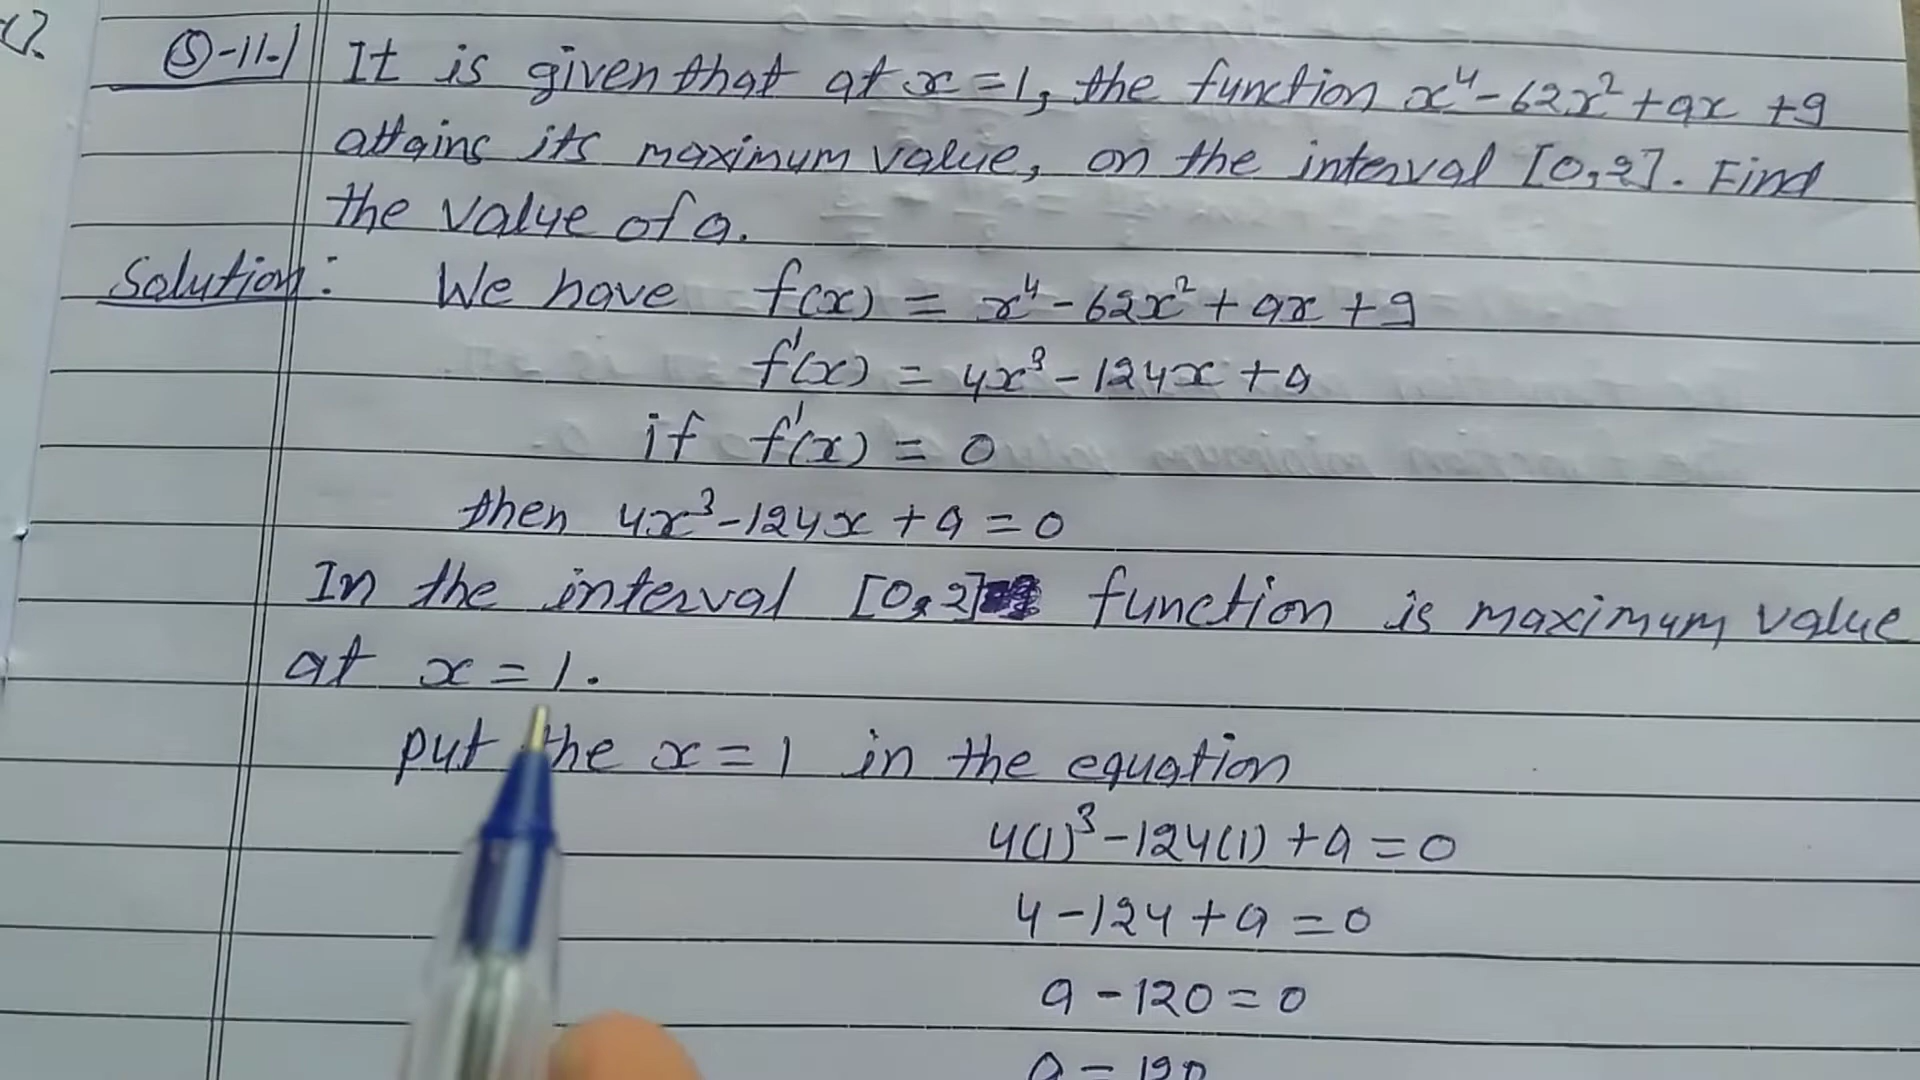 ⑤-11.1 It is given that at x=1, the function x⁴-62x²+ax+9
attains its maximum value, on the interval [0,2]. Find
the value of a.
Solution: We have f(x) = x⁴-62x²+ax+9
f'(x) = 4x³-124x+a
if f'(x) = 0
then 4x³-124x+a=0
In the interval [0,2] function is maximum value
at x=1.
put the x=1 in the equation
4(1)³-124(1)+a=0
4-124+a=0
a-120=0
a=120